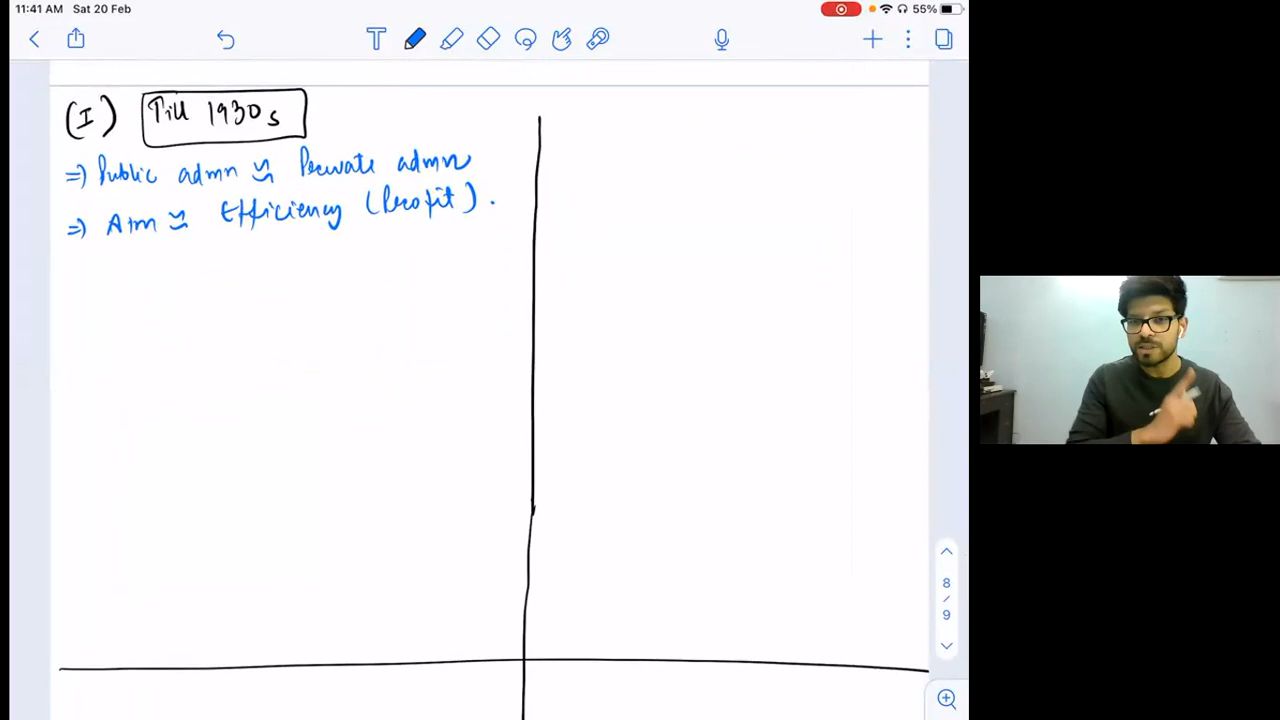 11:41 AM Sat 20 Feb
55%
T
(I) Till 1930s
⇒) Public admn ≈ Private admn
⇒) Aim ≈ Efficiency (Profit).
8
/
9